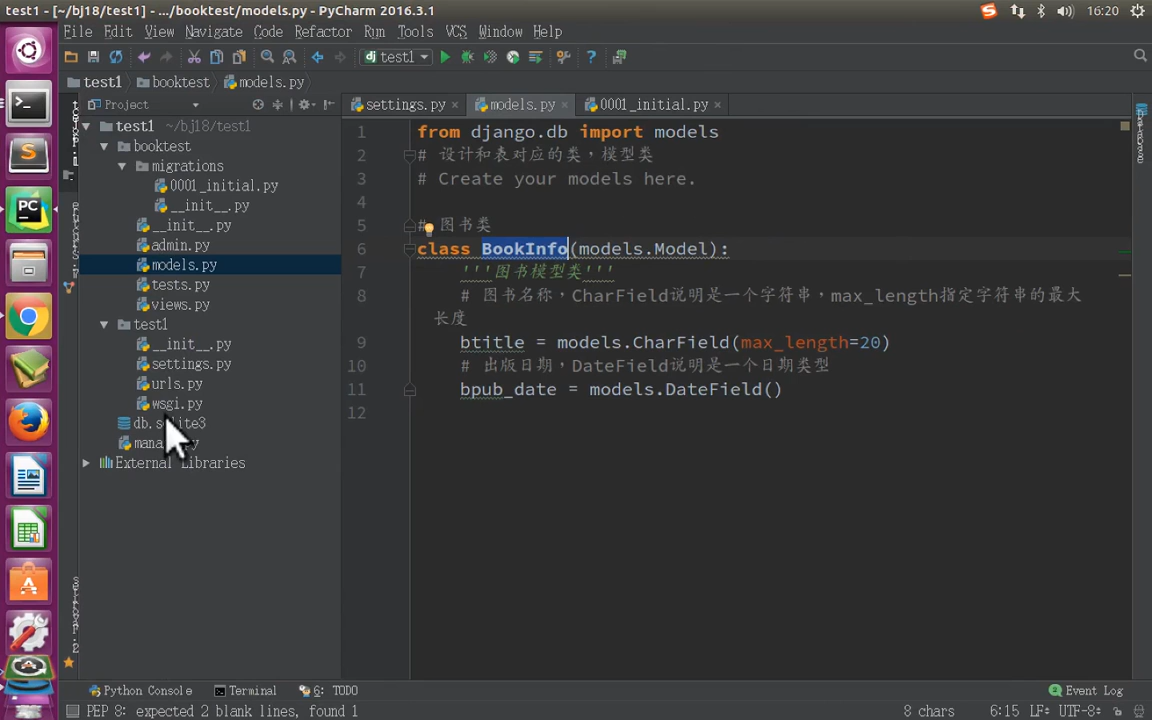 test1 - [~/bj18/test1] - .../booktest/models.py - PyCharm 2016.3.1
16:20
File Edit View Navigate Code Refactor Run Tools VCS Window Help
dj test1
test1 booktest models.py
Project
settings.py models.py 0001_initial.py
test1 ~/bj18/test1
booktest
migrations
0001_initial.py
__init__.py
__init__.py
admin.py
models.py
tests.py
views.py
test1
__init__.py
settings.py
urls.py
wsgi.py
External Libraries
1 from django.db import models
2 # 设计和表对应的类，模型类
3 # Create your models here.
4
5 # 图书类
6 class BookInfo(models.Model):
7 '''图书模型类'''
8 # 图书名称，CharField说明是一个字符串，max_length指定字符串的最大
长度
9 btitle = models.CharField(max_length=20)
10 # 出版日期，DateField说明是一个日期类型
11 bpub_date = models.DateField()
12
Python Console Terminal 6: TODO Event Log
PEP 8: expected 2 blank lines, found 1
8 chars 6:15 LF÷ UTF-8÷